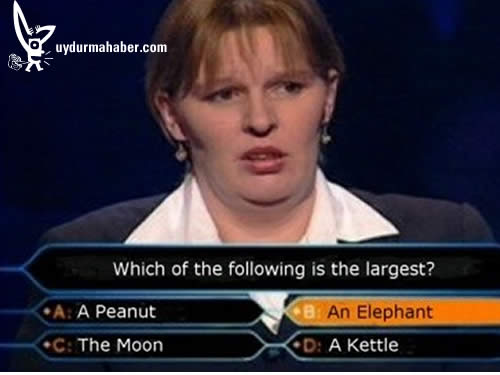 uydurmahaber.com
Which of the following is the largest?
A: A Peanut
B: An Elephant
C: The Moon
D: A Kettle